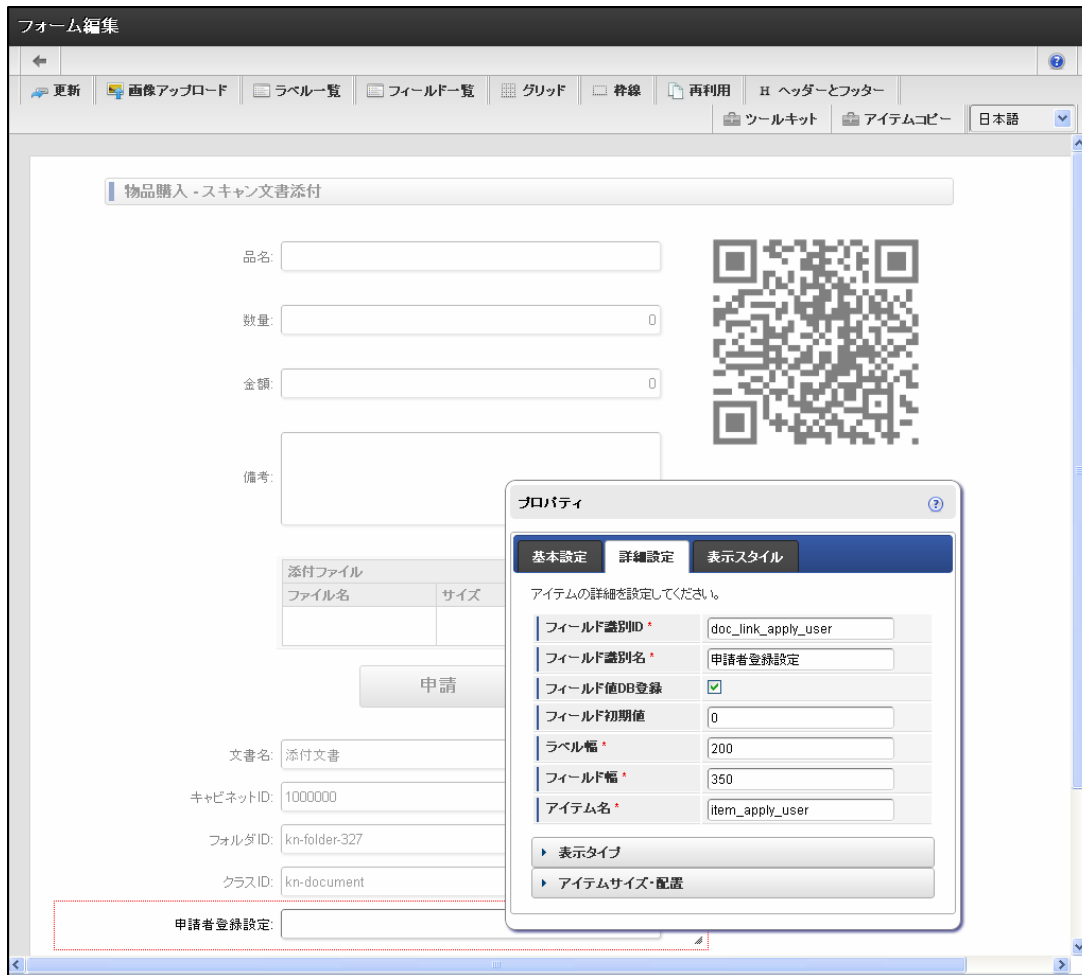 フォーム編集
更新 画像アップロード ラベル一覧 フィールド一覧 グリッド 枠線 再利用 H ヘッダーとフッター
ツールキット アイテムコピー 日本語
物品購入 - スキャン文書添付
品名:
数量: 0
金額: 0
備考:
添付ファイル
ファイル名 サイズ
申請
文書名: 添付文書
キャビネットID: 1000000
フォルダID: kn-folder-327
クラスID: kn-document
申請者登録設定:
プロパティ
基本設定 詳細設定 表示スタイル
アイテムの詳細を設定してください。
フィールド識別ID * doc_link_apply_user
フィールド識別名 * 申請者登録設定
フィールド値DB登録
フィールド初期値 0
ラベル幅 * 200
フィールド幅 * 350
アイテム名 * item_apply_user
表示タイプ
アイテムサイズ・配置